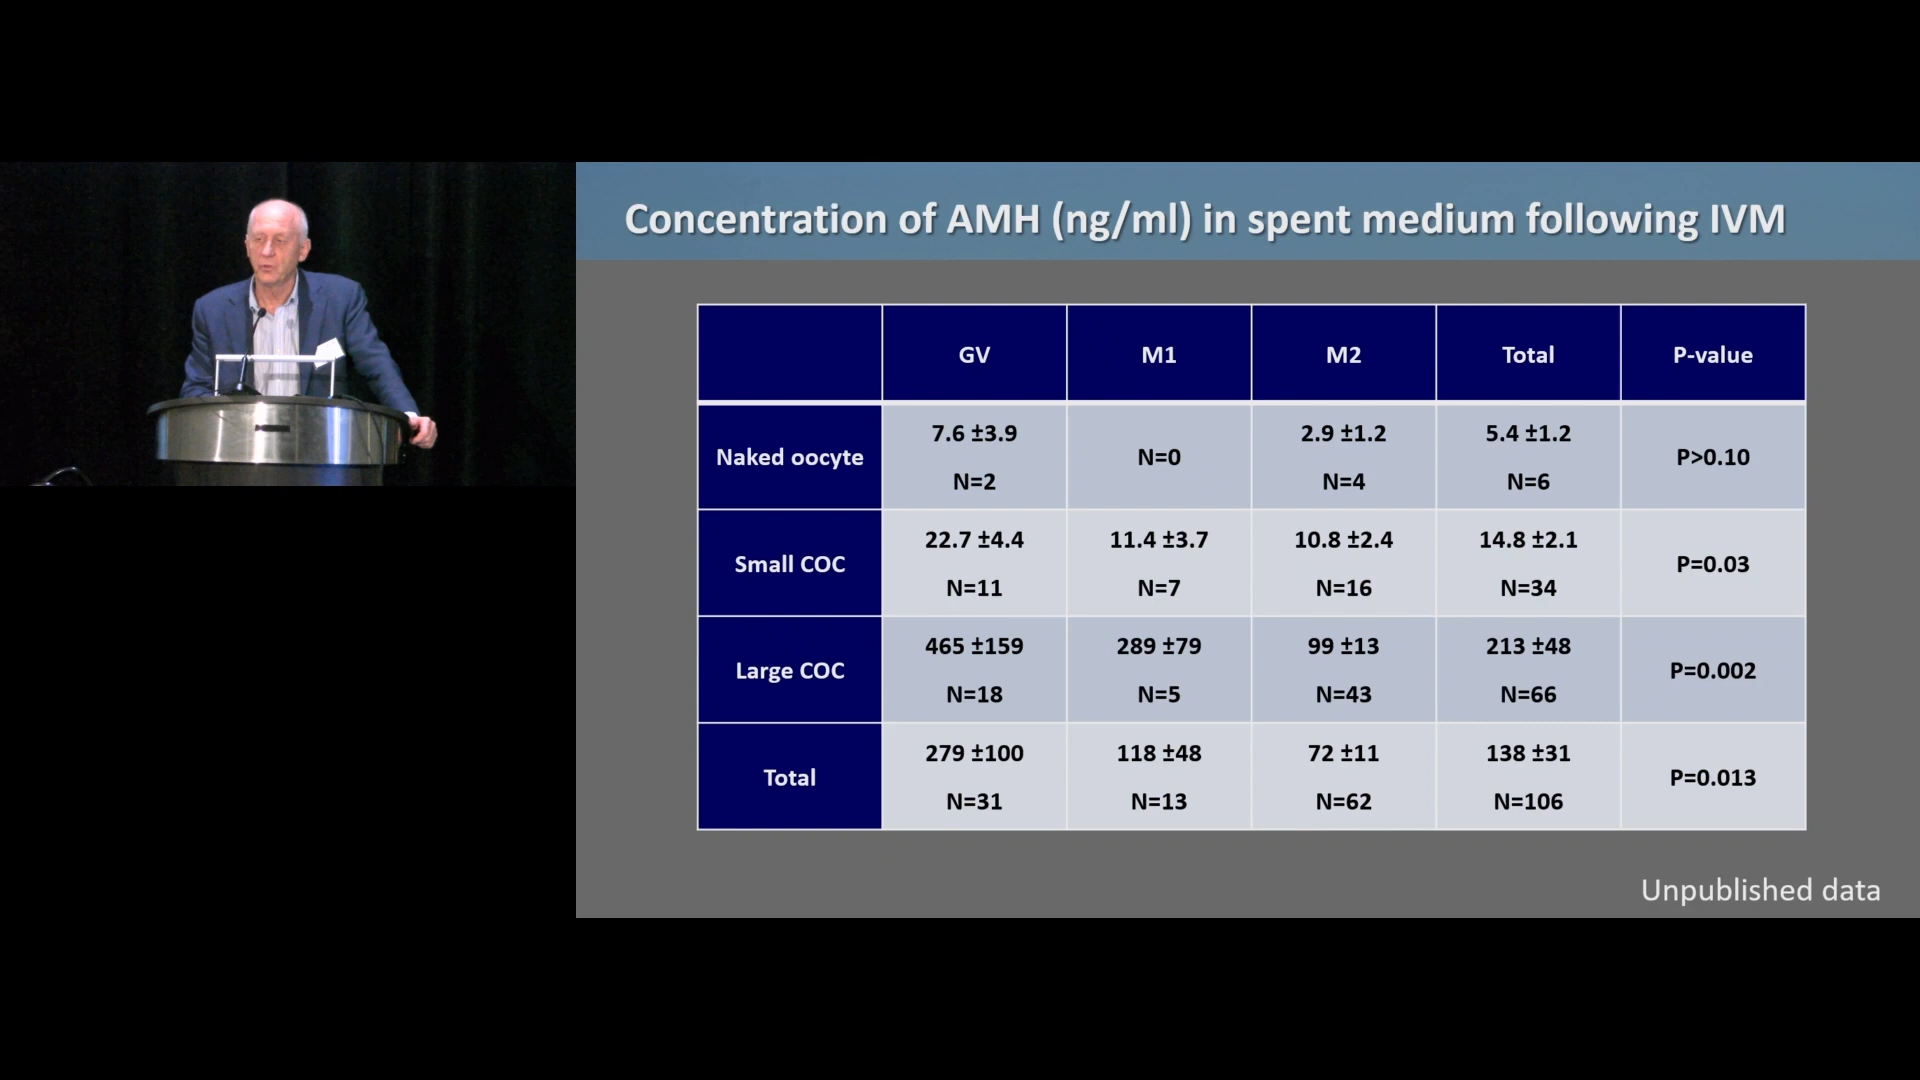 Concentration of AMH (ng/ml) in spent medium following IVM
GV M1 M2 Total P-value
Naked oocyte
7.6 ±3.9
N=2
N=0
2.9 ±1.2
N=4
5.4 ±1.2
N=6
P>0.10
Small COC
22.7 ±4.4
N=11
11.4 ±3.7
N=7
10.8 ±2.4
N=16
14.8 ±2.1
N=34
P=0.03
Large COC
465 ±159
N=18
289 ±79
N=5
99 ±13
N=43
213 ±48
N=66
P=0.002
Total
279 ±100
N=31
118 ±48
N=13
72 ±11
N=62
138 ±31
N=106
P=0.013
Unpublished data